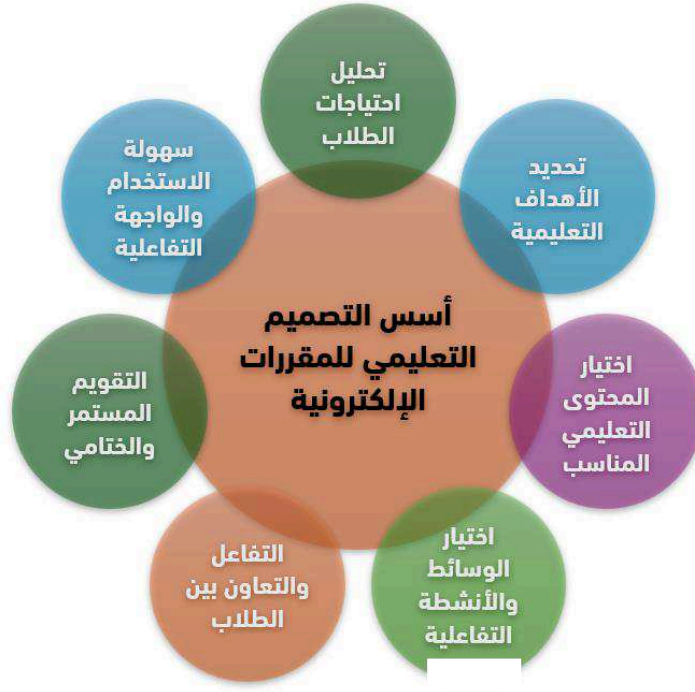 أسس التصميم
التعليمي للمقررات
الإلكترونية
تحليل
احتياجات
الطلاب
تحديد
الأهداف
التعليمية
اختيار
المحتوى
التعليمي
المناسب
اختيار
الوسائط
والأنشطة
التفاعلية
التفاعل
والتعاون بين
الطلاب
التقويم
المستمر
والختامي
سهولة
الاستخدام
والواجهة
التفاعلية